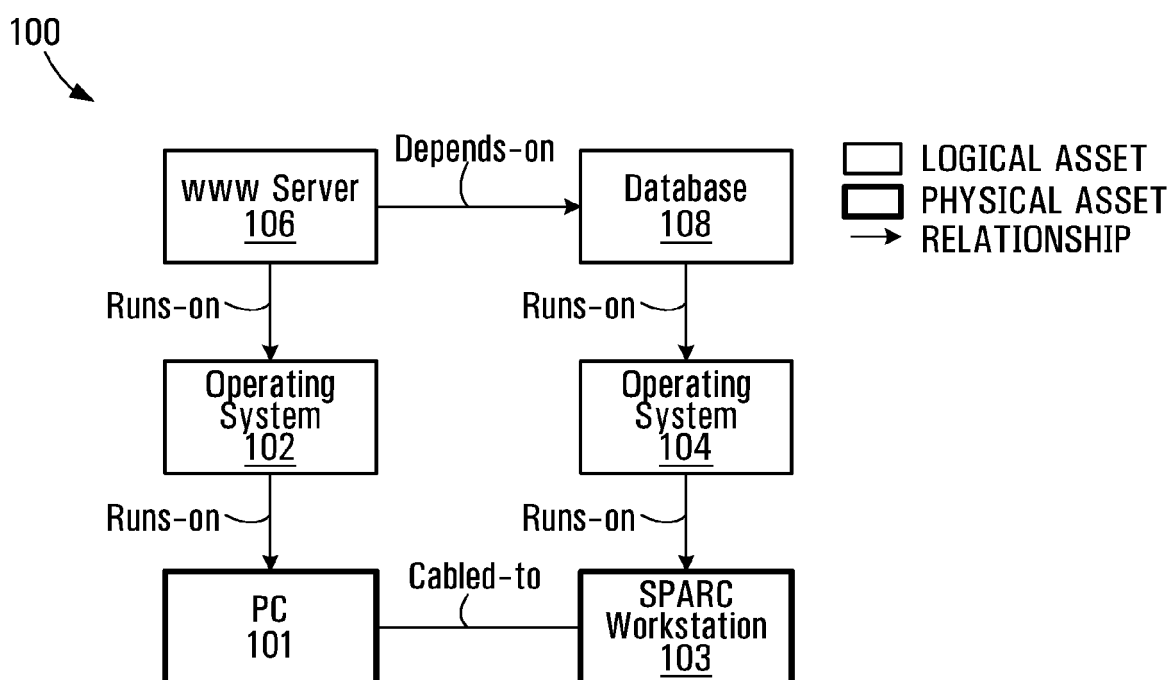 100
Depends-on
www Server
106
Database
108
LOGICAL ASSET
PHYSICAL ASSET
RELATIONSHIP
Runs-on
Runs-on
Operating
System
102
Operating
System
104
Runs-on
Runs-on
PC
101
Cabled-to
SPARC
Workstation
103